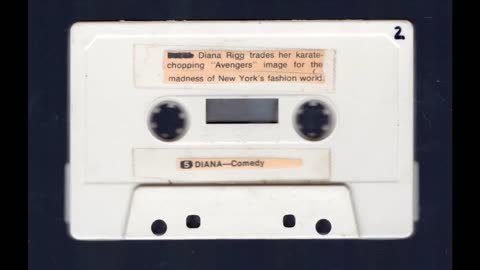 2.
Diana Rigg trades her karate-
chopping "Avengers" image for the
madness of New York's fashion world.
5 DIANA—Comedy